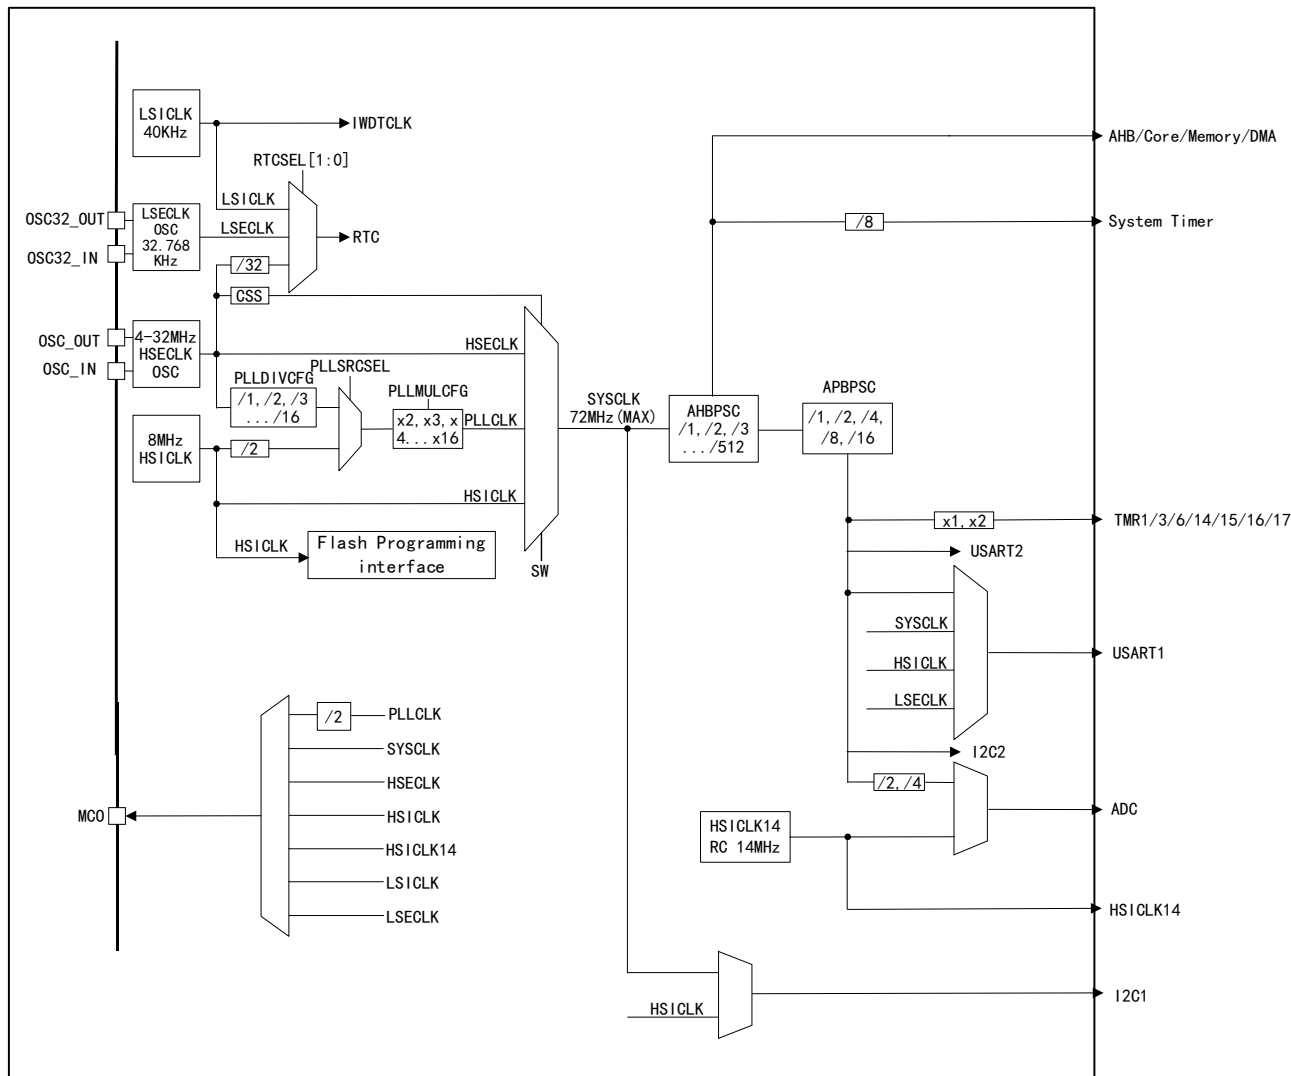 LSICLK
40KHz
IWDTCLK
AHB/Core/Memory/DMA
RTCSEL[1:0]
LSICLK
OSC32_OUT
LSECLK
OSC
32.768
KHz
LSECLK
RTC
/8
System Timer
OSC32_IN
/32
CSS
OSC_OUT
4-32MHz
HSECLK
OSC
HSECLK
OSC_IN
PLLSRCSEL
PLLDIVCFG
/1, /2, /3
.../16
PLLMULCFG
x2, x3, x
4...x16
PLLCLK
SYSCLK
72MHz(MAX)
AHBPSC
/1, /2, /3
.../512
APBPSC
/1, /2, /4,
/8, /16
8MHz
HSICLK
/2
HSICLK
x1, x2
TMR1/3/6/14/15/16/17
HSICLK
Flash Programming
interface
SW
USART2
SYSCLK
HSICLK
LSECLK
USART1
/2
PLLCLK
SYSCLK
HSECLK
HSICLK
HSICLK14
LSICLK
LSECLK
MCO
I2C2
/2, /4
ADC
HSICLK14
RC 14MHz
HSICLK14
HSICLK
I2C1